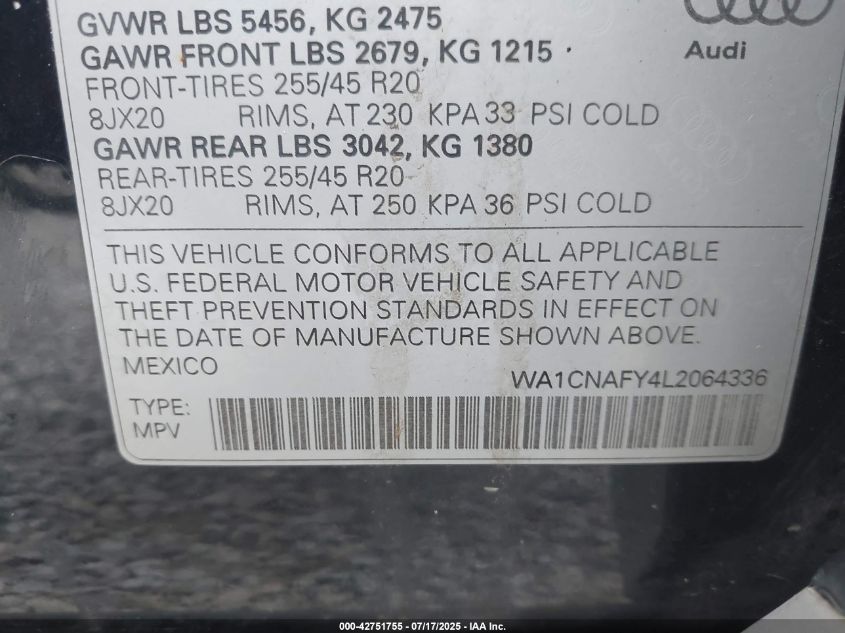 GVWR LBS 5456, KG 2475
GAWR FRONT LBS 2679, KG 1215
Audi
FRONT-TIRES 255/45 R20
8JX20 RIMS, AT 230 KPA 33 PSI COLD
GAWR REAR LBS 3042, KG 1380
REAR-TIRES 255/45 R20
8JX20 RIMS, AT 250 KPA 36 PSI COLD
THIS VEHICLE CONFORMS TO ALL APPLICABLE
U.S. FEDERAL MOTOR VEHICLE SAFETY AND
THEFT PREVENTION STANDARDS IN EFFECT ON
THE DATE OF MANUFACTURE SHOWN ABOVE.
MEXICO
WA1CNAFY4L2064336
TYPE:
MPV
000-42751755 - 07/17/2025 - IAA Inc.